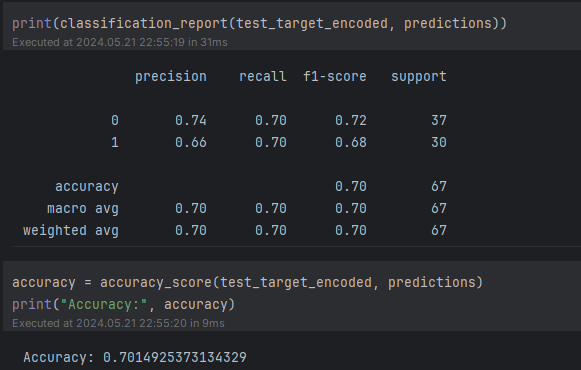 print(classification_report(test_target_encoded, predictions))
Executed at 2024.05.21 22:55:19 in 31ms
precision recall f1-score support
0 0.74 0.70 0.72 37
1 0.66 0.70 0.68 30
accuracy 0.70 67
macro avg 0.70 0.70 0.70 67
weighted avg 0.70 0.70 0.70 67
accuracy = accuracy_score(test_target_encoded, predictions)
print("Accuracy:", accuracy)
Executed at 2024.05.21 22:55:20 in 9ms
Accuracy: 0.7014925373134329